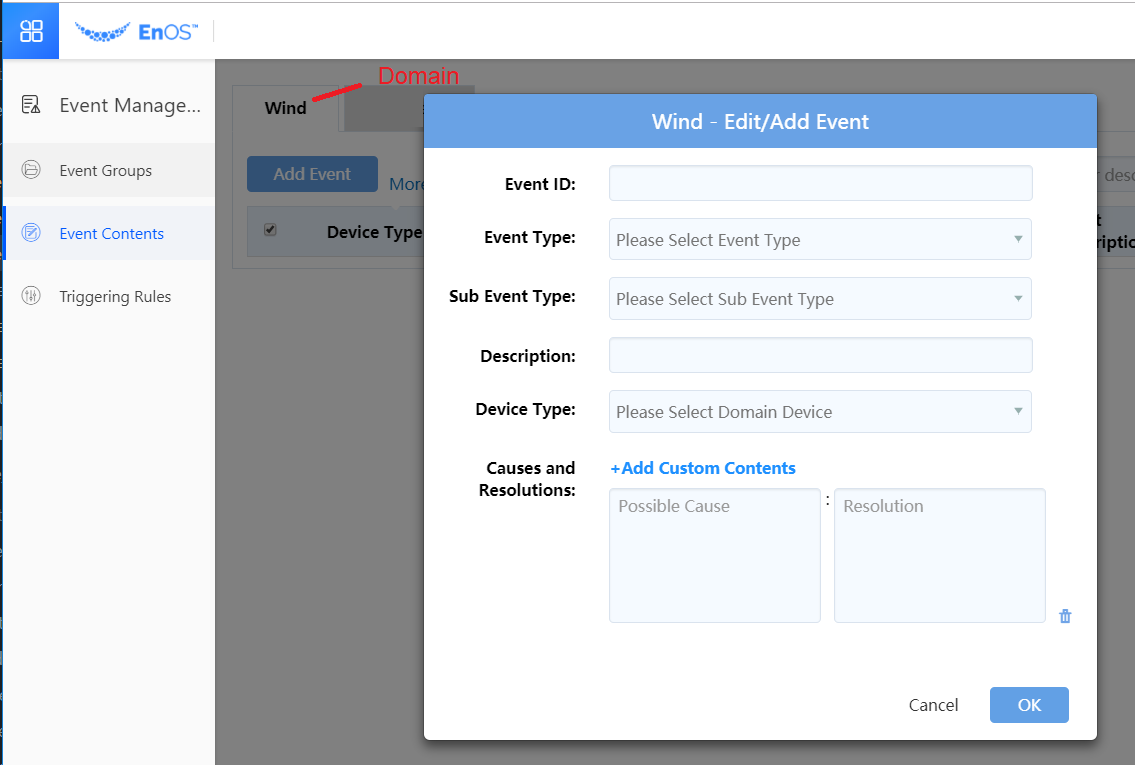 EnOS™
Domain
Event Manage...
Wind
Wind - Edit/Add Event
Event Groups
Add Event
More
Event ID:
Device Type
Event Contents
Event Type:
Please Select Event Type
Triggering Rules
Sub Event Type:
Please Select Sub Event Type
Description:
Device Type:
Please Select Domain Device
Causes and
Resolutions:
+Add Custom Contents
Possible Cause
:
Resolution
Cancel
OK